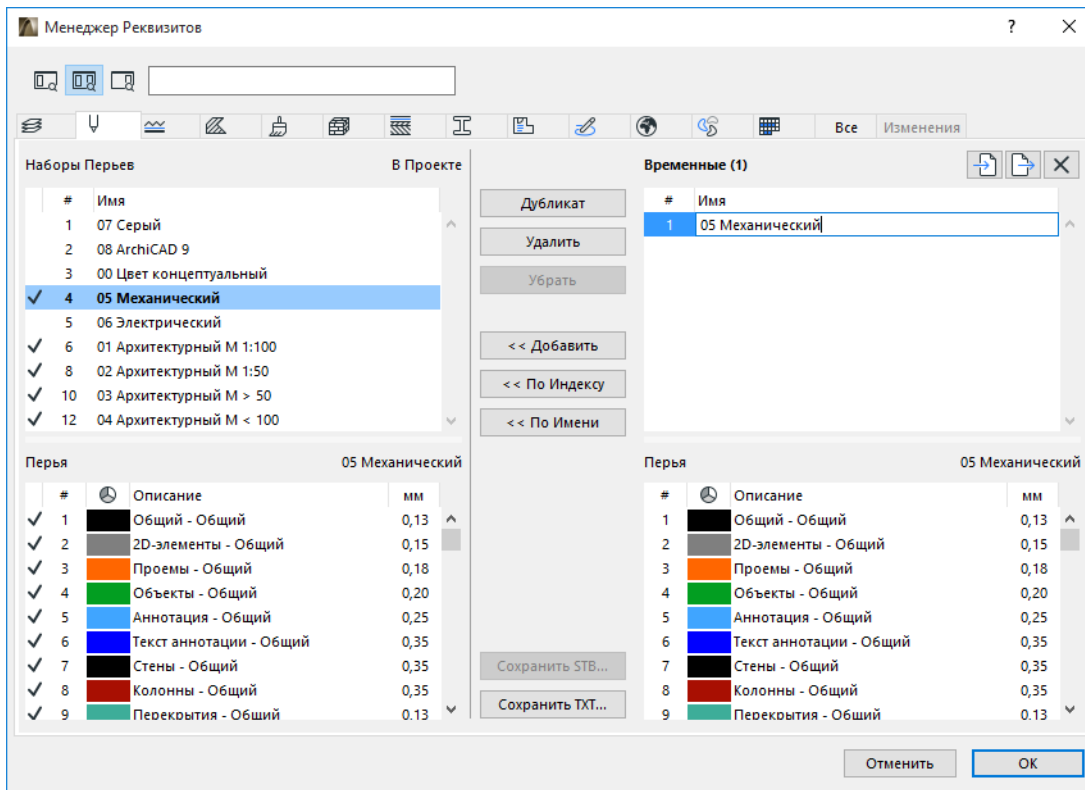 Менеджер Реквизитов
?
Все
Изменения
Наборы Перьев
В Проекте
# Имя
1 07 Серый
2 08 ArchiCAD 9
3 00 Цвет концептуальный
4 05 Механический
5 06 Электрический
6 01 Архитектурный М 1:100
8 02 Архитектурный М 1:50
10 03 Архитектурный М > 50
12 04 Архитектурный М < 100
Перья
05 Механический
# Описание мм
1 Общий - Общий 0,13
2 2D-элементы - Общий 0,15
3 Проемы - Общий 0,18
4 Объекты - Общий 0,20
5 Аннотация - Общий 0,25
6 Текст аннотации - Общий 0,35
7 Стены - Общий 0,35
8 Колонны - Общий 0,35
9 Перекрытия - Общий 0,13
Дубликат
Удалить
Убрать
<< Добавить
<< По Индексу
<< По Имени
Сохранить STB...
Сохранить TXT...
Временные (1)
# Имя
1 05 Механический
Перья
05 Механический
# Описание мм
1 Общий - Общий 0,13
2 2D-элементы - Общий 0,15
3 Проемы - Общий 0,18
4 Объекты - Общий 0,20
5 Аннотация - Общий 0,25
6 Текст аннотации - Общий 0,35
7 Стены - Общий 0,35
8 Колонны - Общий 0,35
9 Перекрытия - Общий 0,13
Отменить
ОК